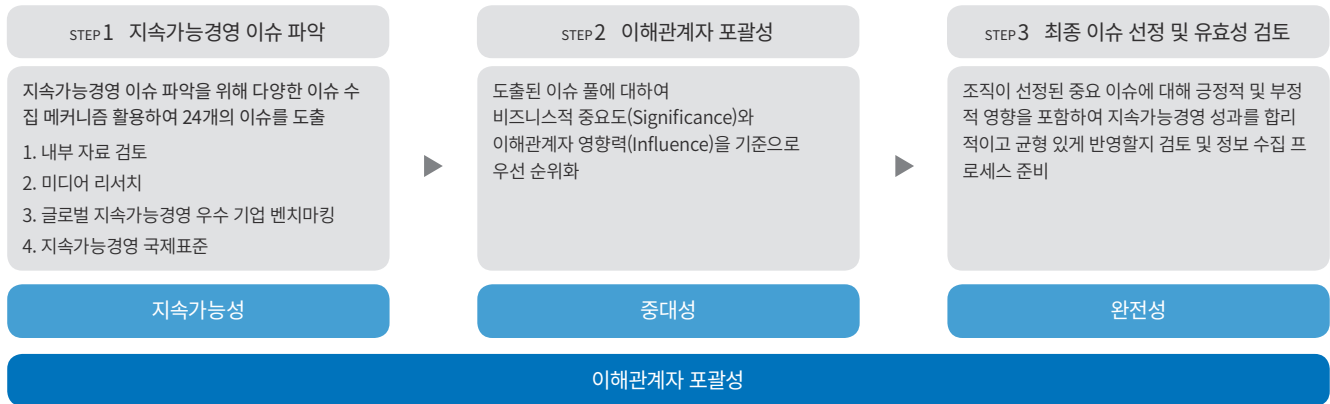 STEP 1 지속가능경영 이슈 파악
지속가능경영 이슈 파악을 위해 다양한 이슈 수
집 메커니즘 활용하여 24개의 이슈를 도출
1. 내부 자료 검토
2. 미디어 리서치
3. 글로벌 지속가능경영 우수 기업 벤치마킹
4. 지속가능경영 국제표준
지속가능성
STEP 2 이해관계자 포괄성
도출된 이슈 풀에 대하여
비즈니스적 중요도(Significance)와
이해관계자 영향력(Influence)을 기준으로
우선 순위화
중대성
STEP 3 최종 이슈 선정 및 유효성 검토
조직이 선정된 중요 이슈에 대해 긍정적 및 부정
적 영향을 포함하여 지속가능경영 성과를 합리
적이고 균형 있게 반영할지 검토 및 정보 수집 프
로세스 준비
완전성
이해관계자 포괄성